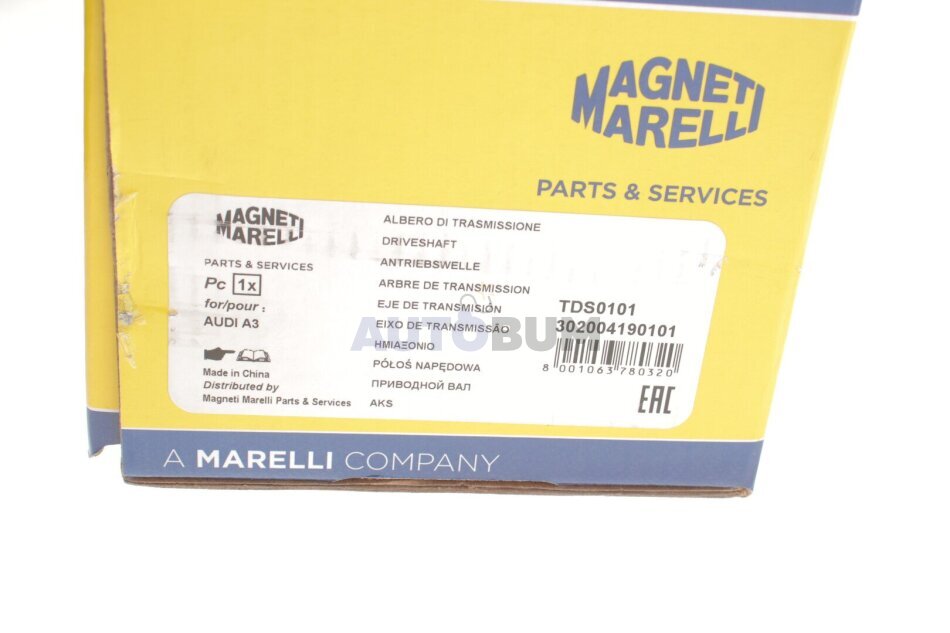 MAGNETI
MARELLI
PARTS & SERVICES
MAGNETI
MARELLI
PARTS & SERVICES
Pc 1x
for/pour :
AUDI A3
Made in China
Distributed by
Magneti Marelli Parts & Services
ALBERO DI TRASMISSIONE
DRIVESHAFT
ANTRIEBSWELLE
ARBRE DE TRANSMISSION
EJE DE TRANSMISIÓN
EIXO DE TRANSMISSÃO
ΗΜΙΑΞΟΝΙΟ
PÓŁOŚ NAPĘDOWA
ПРИВОДНОЙ ВАЛ
AKS
TDS0101
302004190101
8 001063 780320
EAC
AUTOBUM
A MARELLI COMPANY